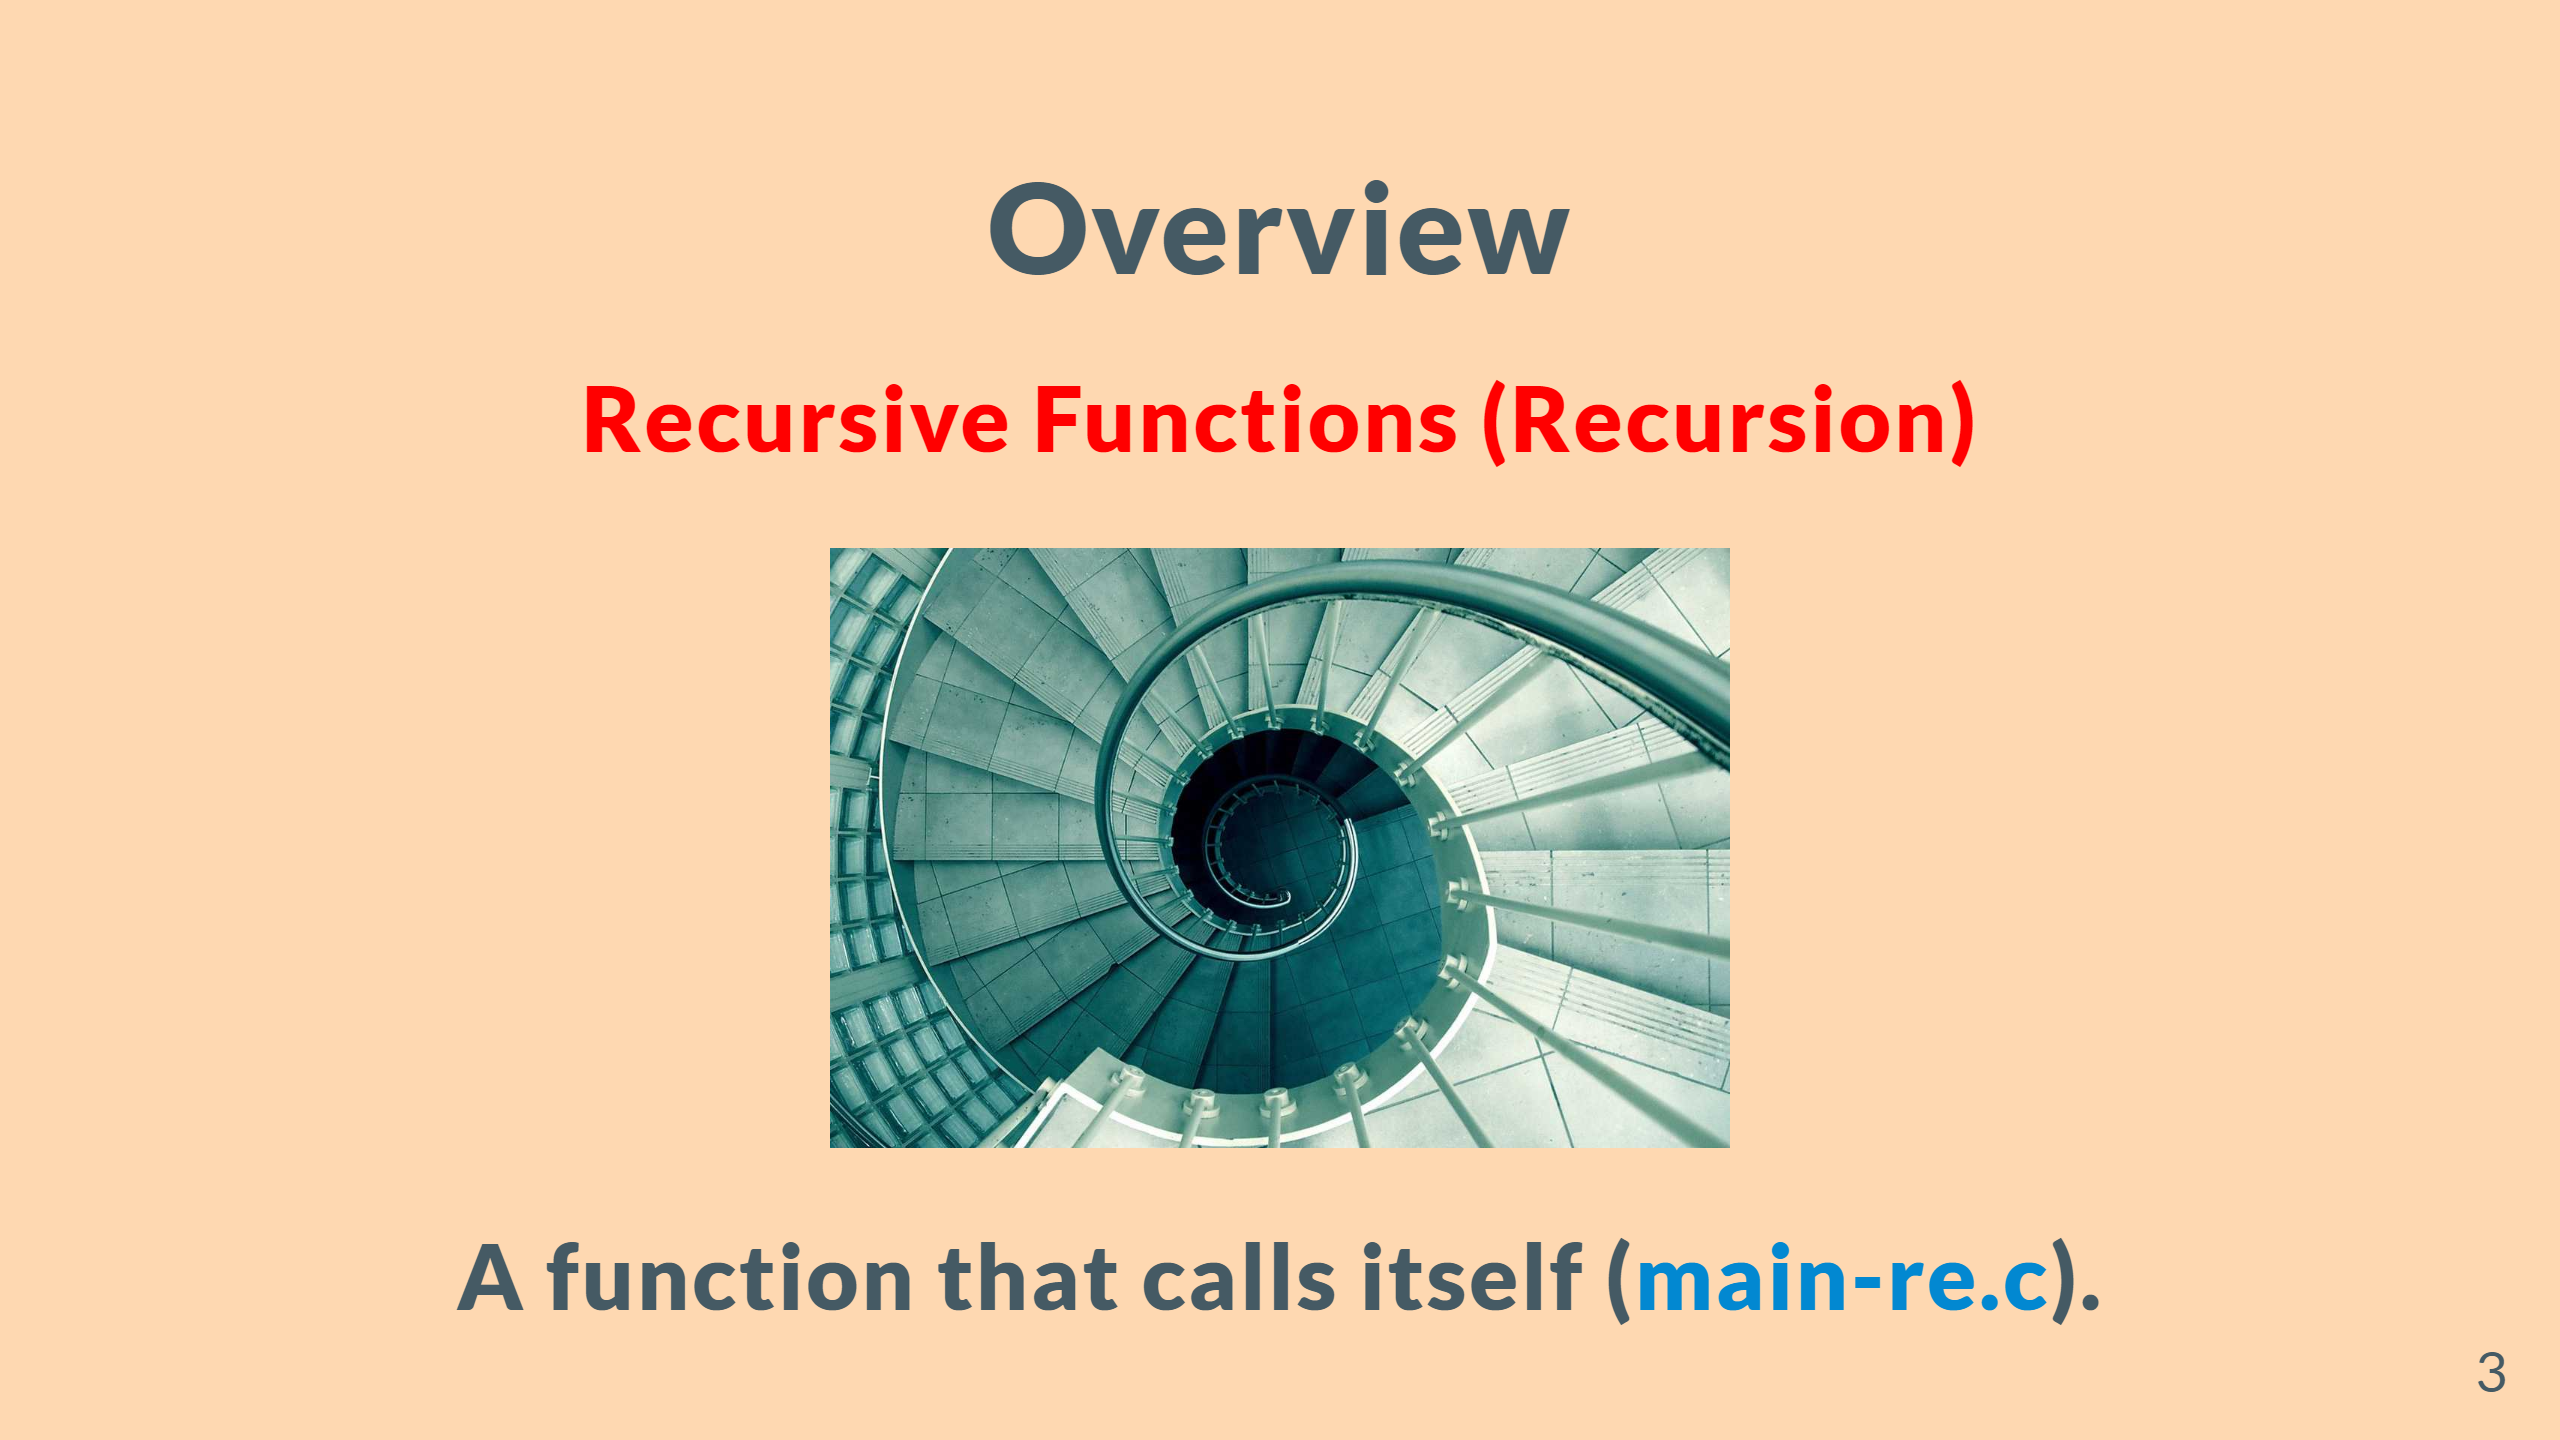 Overview
Recursive Functions (Recursion)
A function that calls itself (main-re.c).
3